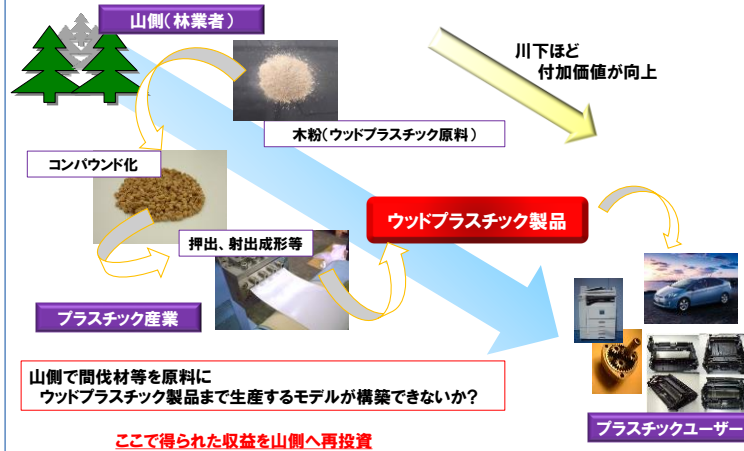 山側(林業者)
川下ほど
付加価値が向上
木粉(ウッドプラスチック原料)
コンパウンド化
ウッドプラスチック製品
押出、射出成形等
プラスチック産業
山側で間伐材等を原料に
ウッドプラスチック製品まで生産するモデルが構築できないか?
プラスチックユーザー
ここで得られた収益を山側へ再投資